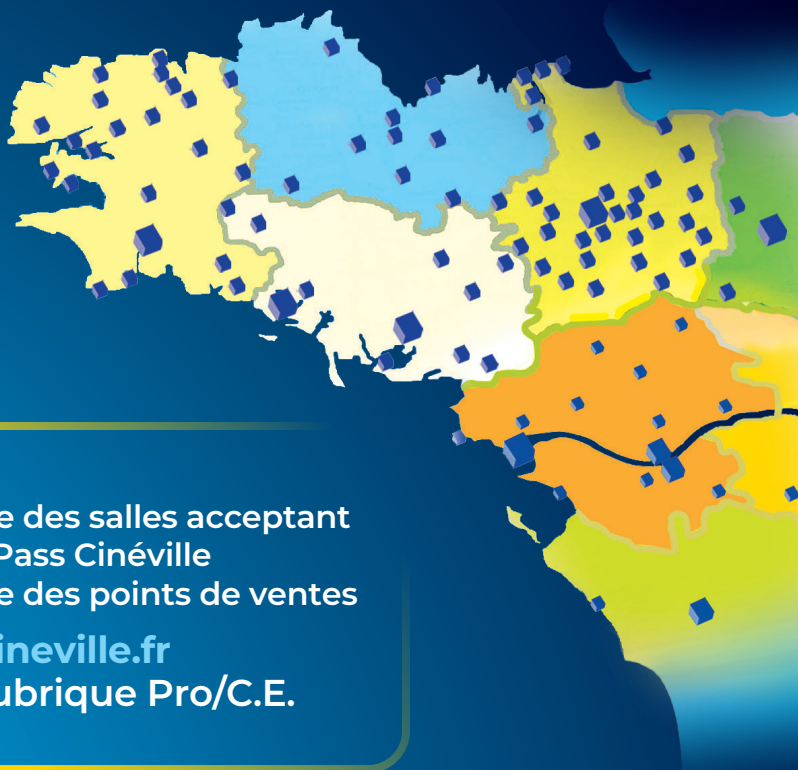 e des salles acceptant
Pass Cinéville
e des points de ventes
ineville.fr
ubrique Pro/C.E.